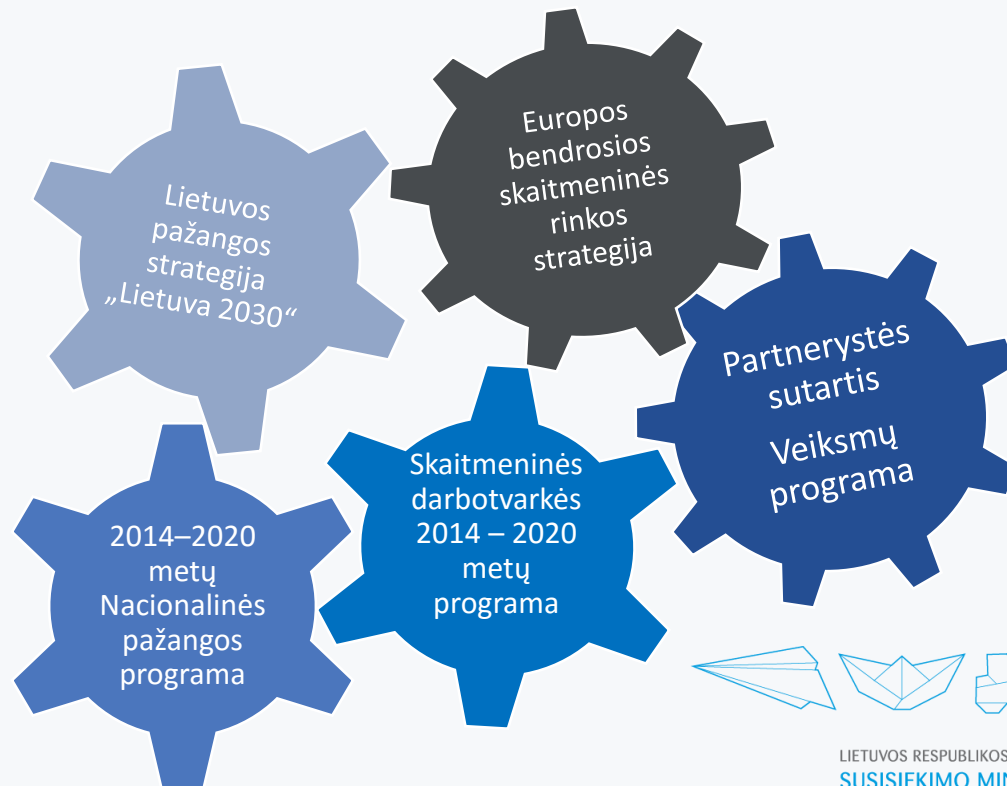 Lietuvos
pažangos
strategija
„Lietuva 2030“
Europos
bendrosios
skaitmeninės
rinkos
strategija
Partnerystės
sutartis
Veiksmų
programa
Skaitmeninės
darbotvarkės
2014 – 2020
metų
programa
2014–2020
metų
Nacionalinės
pažangos
programa
LIETUVOS RESPUBLIKOS
SUSISIEKIMO